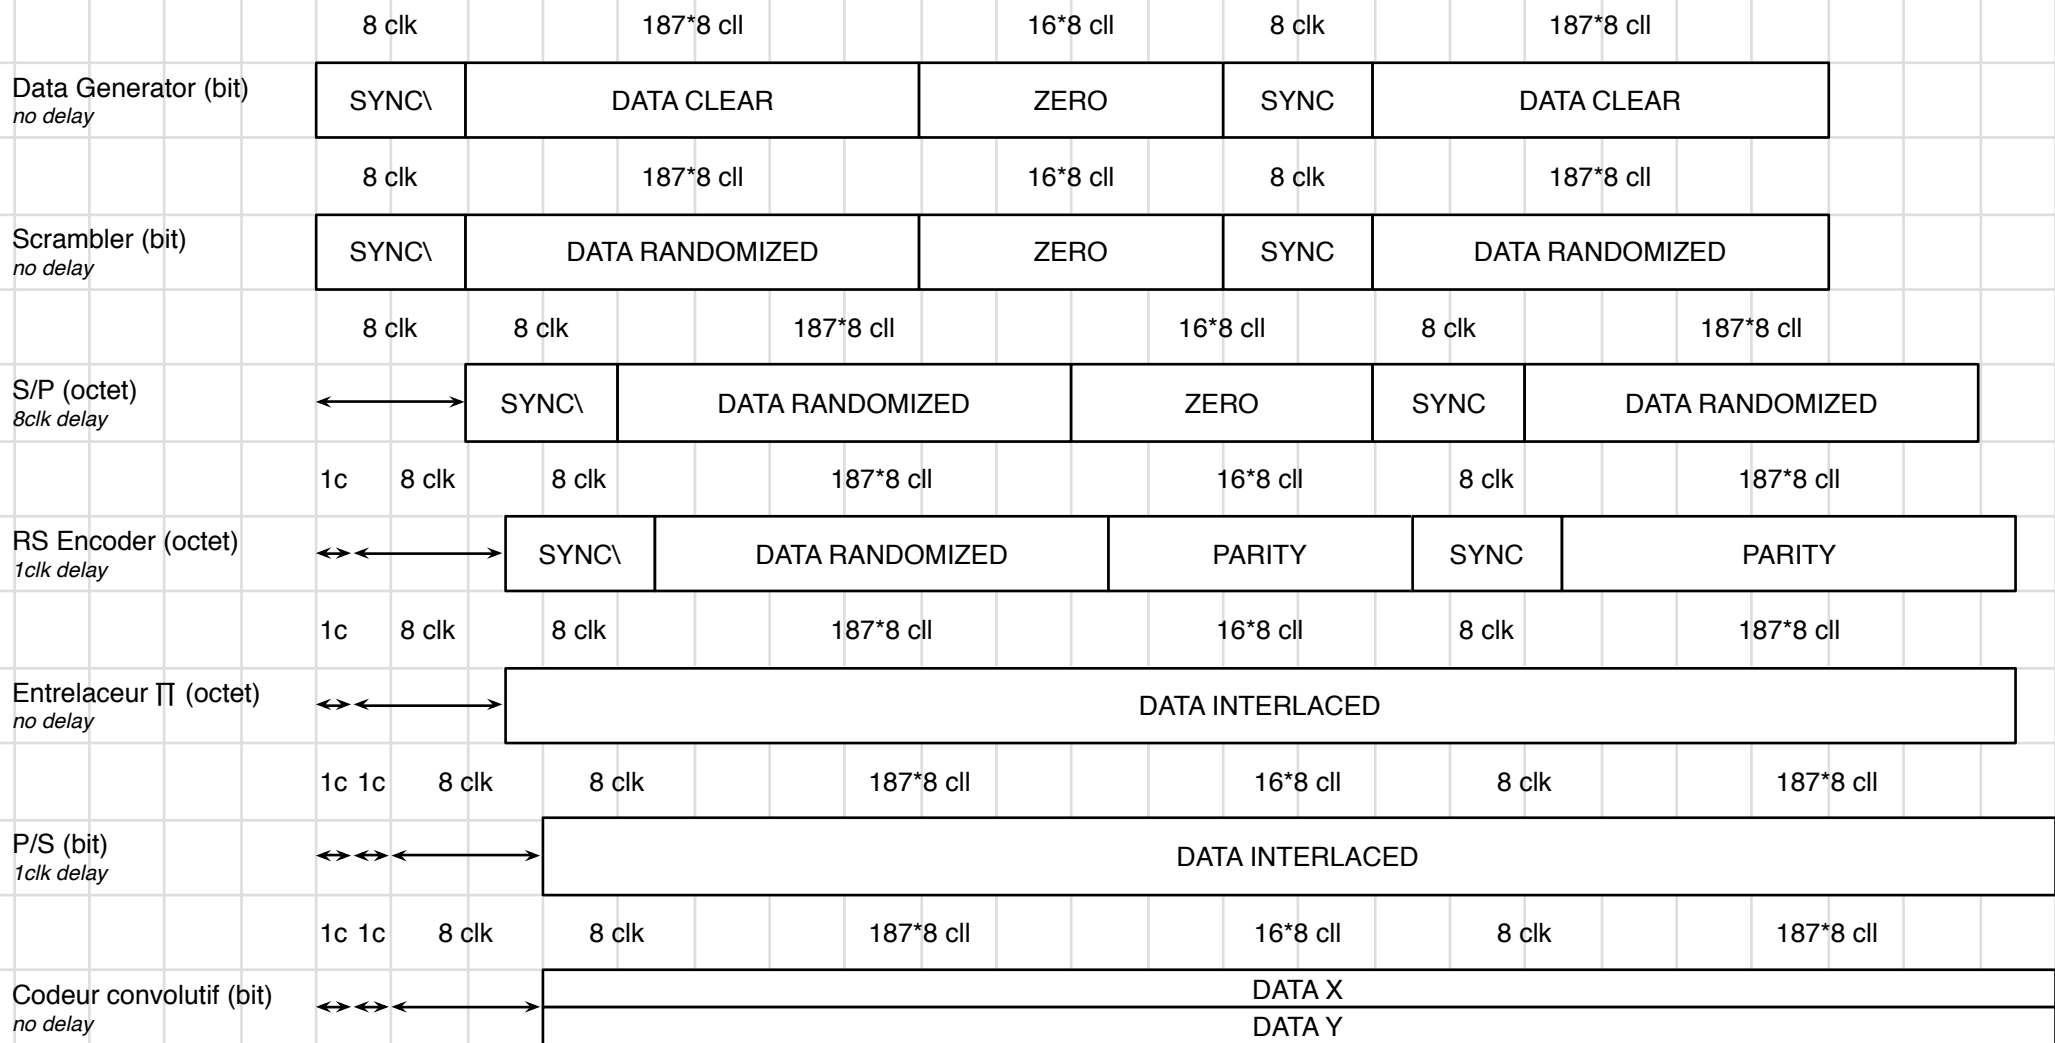 8 clk 187*8 cll 16*8 cll 8 clk 187*8 cll
Data Generator (bit) SYNC\ DATA CLEAR ZERO SYNC DATA CLEAR
no delay
8 clk 187*8 cll 16*8 cll 8 clk 187*8 cll
Scrambler (bit) SYNC\ DATA RANDOMIZED ZERO SYNC DATA RANDOMIZED
no delay
8 clk 8 clk 187*8 cll 16*8 cll 8 clk 187*8 cll
S/P (octet) SYNC\ DATA RANDOMIZED ZERO SYNC DATA RANDOMIZED
8clk delay
1c 8 clk 8 clk 187*8 cll 16*8 cll 8 clk 187*8 cll
RS Encoder (octet) SYNC\ DATA RANDOMIZED PARITY SYNC PARITY
1clk delay
1c 8 clk 8 clk 187*8 cll 16*8 cll 8 clk 187*8 cll
Entrelaceur ∏ (octet) DATA INTERLACED
no delay
1c 1c 8 clk 8 clk 187*8 cll 16*8 cll 8 clk 187*8 cll
P/S (bit) DATA INTERLACED
1clk delay
1c 1c 8 clk 8 clk 187*8 cll 16*8 cll 8 clk 187*8 cll
Codeur convolutif (bit) DATA X
no delay DATA Y